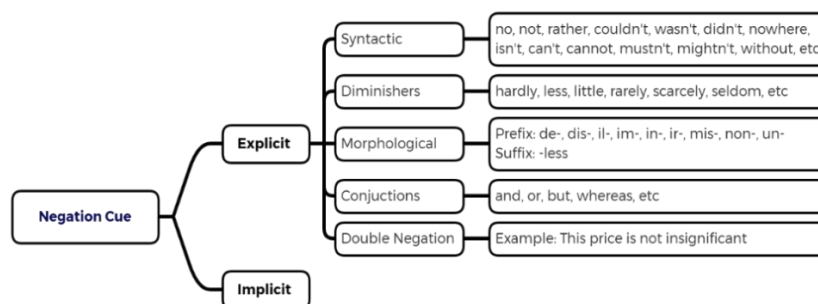 Negation Cue
Explicit
Syntactic
no, not, rather, couldn't, wasn't, didn't, nowhere,
isn't, can't, cannot, mustn't, mightn't, without, etc
Diminishers
hardly, less, little, rarely, scarcely, seldom, etc
Morphological
Prefix: de-, dis-, il-, im-, in-, ir-, mis-, non-, un-
Suffix: -less
Conjuctions
and, or, but, whereas, etc
Double Negation
Example: This price is not insignificant
Implicit